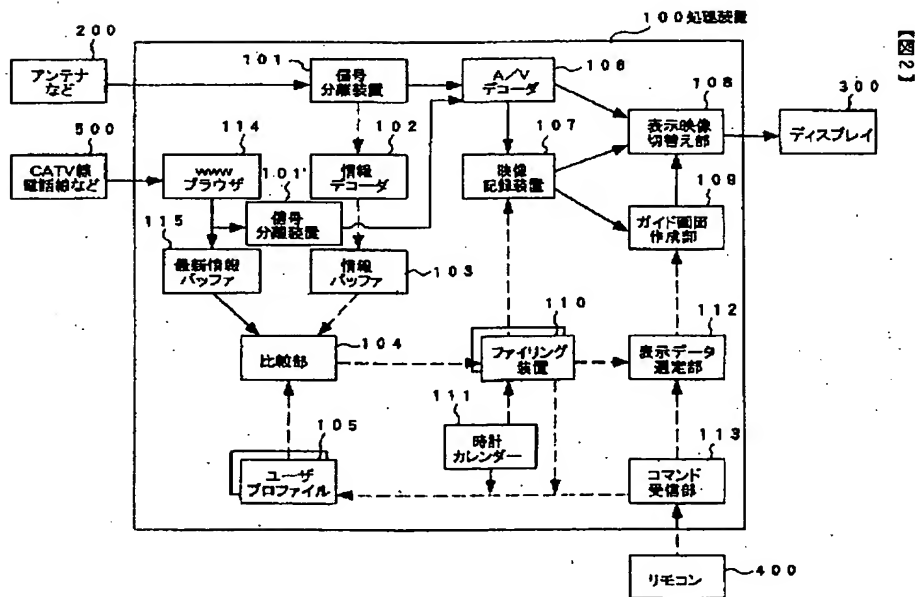 【図2】
100処理装置
200
アンテナ
など
101
信号
分離装置
106
A/V
デコーダ
108
表示映像
切替え部
300
ディスプレイ
500
CATV線
電話線など
114
WWW
ブラウザ
102
情報
デコーダ
107
映像
記録装置
101'
信号
分離装置
109
ガイド画面
作成部
115
最新情報
バッファ
情報
バッファ
103
110
ファイリング
装置
112
表示データ
選定部
比較部
104
111
時計
カレンダー
113
コマンド
受信部
105
ユーザ
プロファイル
リモコン
400